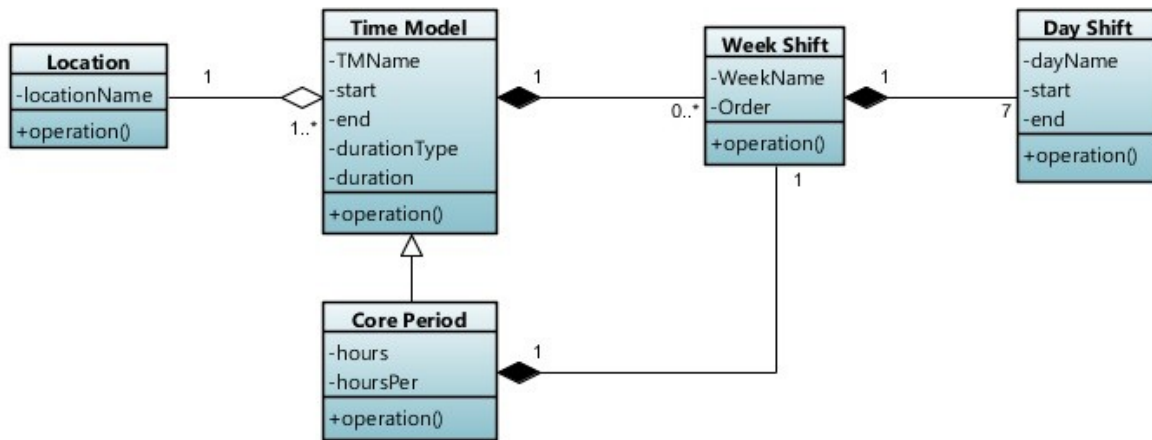 Location
-locationName
+operation()
1
1..*
Time Model
-TMName
-start
-end
-durationType
-duration
+operation()
1
0..*
Week Shift
-WeekName
-Order
+operation()
1
7
1
Day Shift
-dayName
-start
-end
+operation()
Core Period
-hours
-hoursPer
+operation()
1